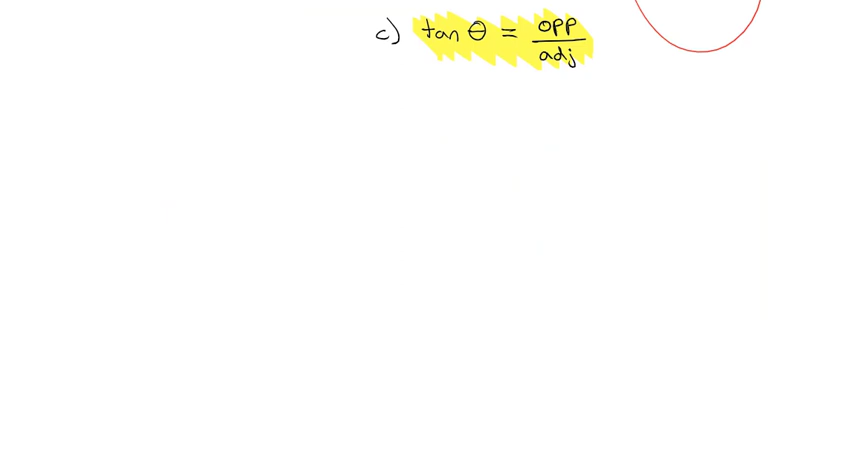 c) tan θ = opp/adj